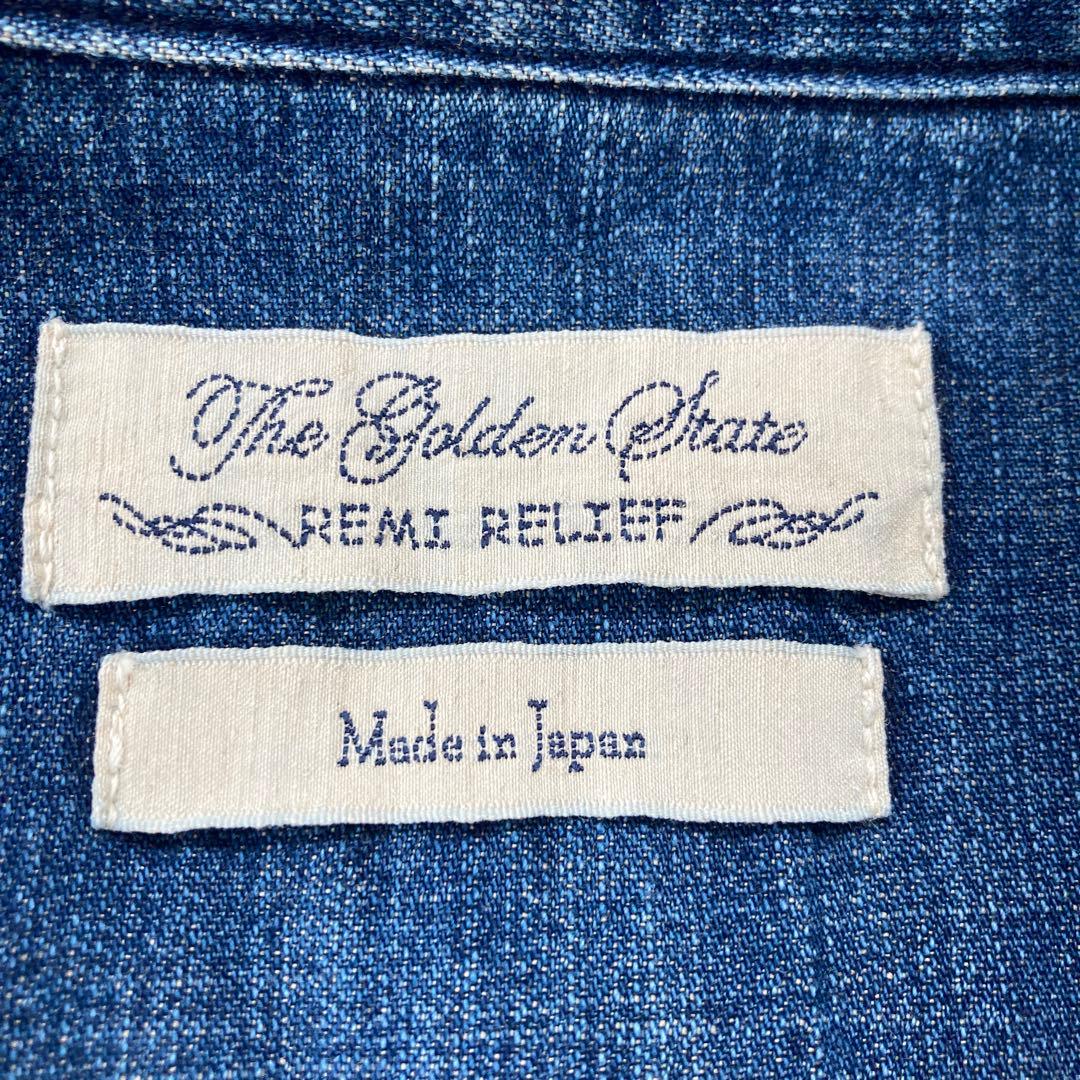 The Golden State
REMI RELIEF
Made in Japan